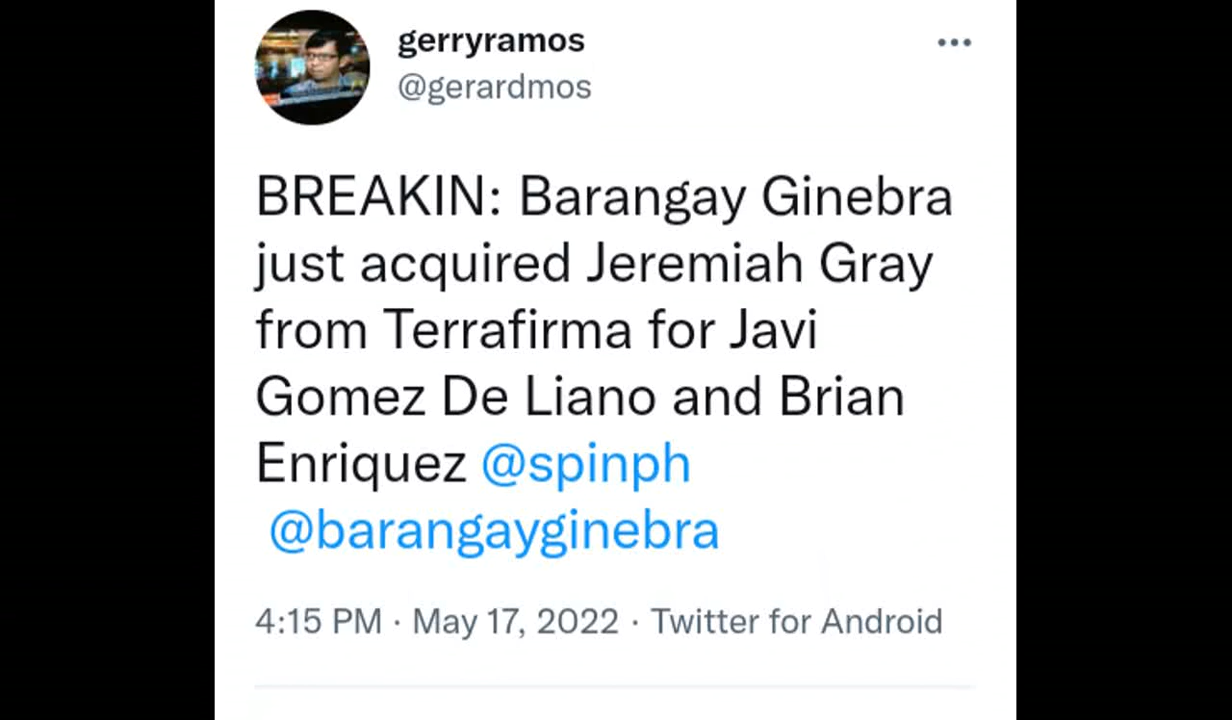 gerryramos
@gerardmos
BREAKIN: Barangay Ginebra
just acquired Jeremiah Gray
from Terrafirma for Javi
Gomez De Liano and Brian
Enriquez @spinph
@barangayginebra
4:15 PM · May 17, 2022 · Twitter for Android